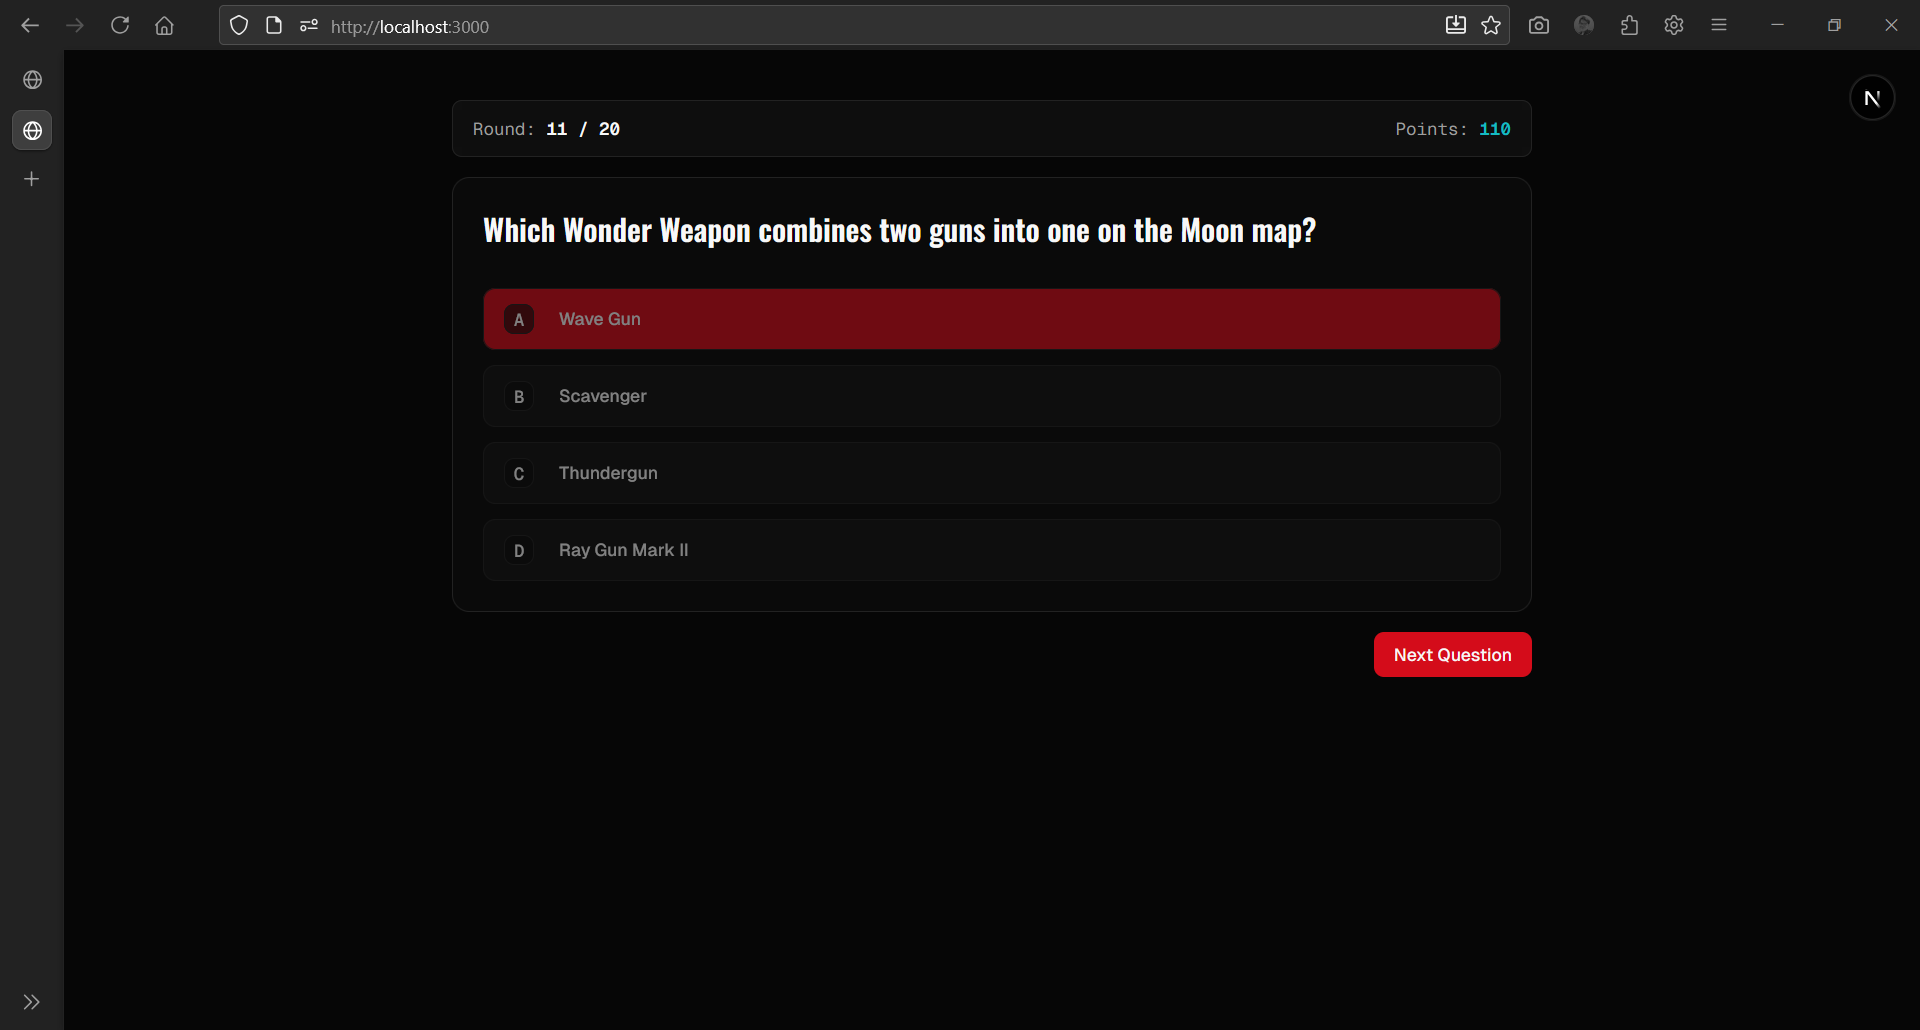 http://localhost:3000
N
Round: 11 / 20
Points: 110
Which Wonder Weapon combines two guns into one on the Moon map?
A Wave Gun
B Scavenger
C Thundergun
D Ray Gun Mark II
Next Question